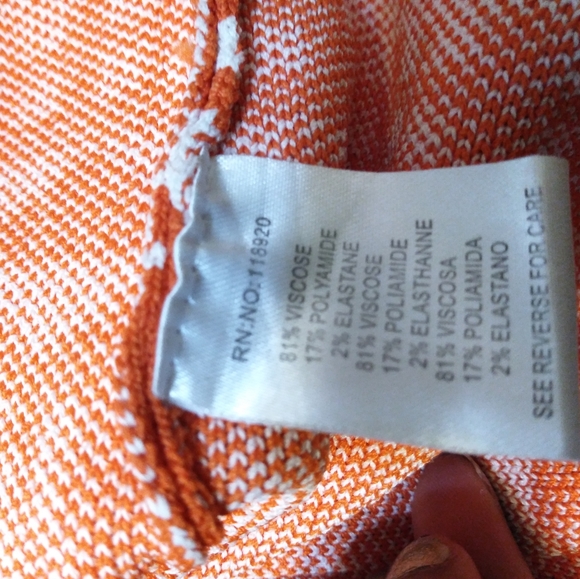 RN:NO: 118920
81% VISCOSE
17% POLYAMIDE
2% ELASTANE
81% VISCOSE
17% POLIAMIDE
2% ELASTHANNE
81% VISCOSA
17% POLIAMIDA
2% ELASTANO
SEE REVERSE FOR CARE